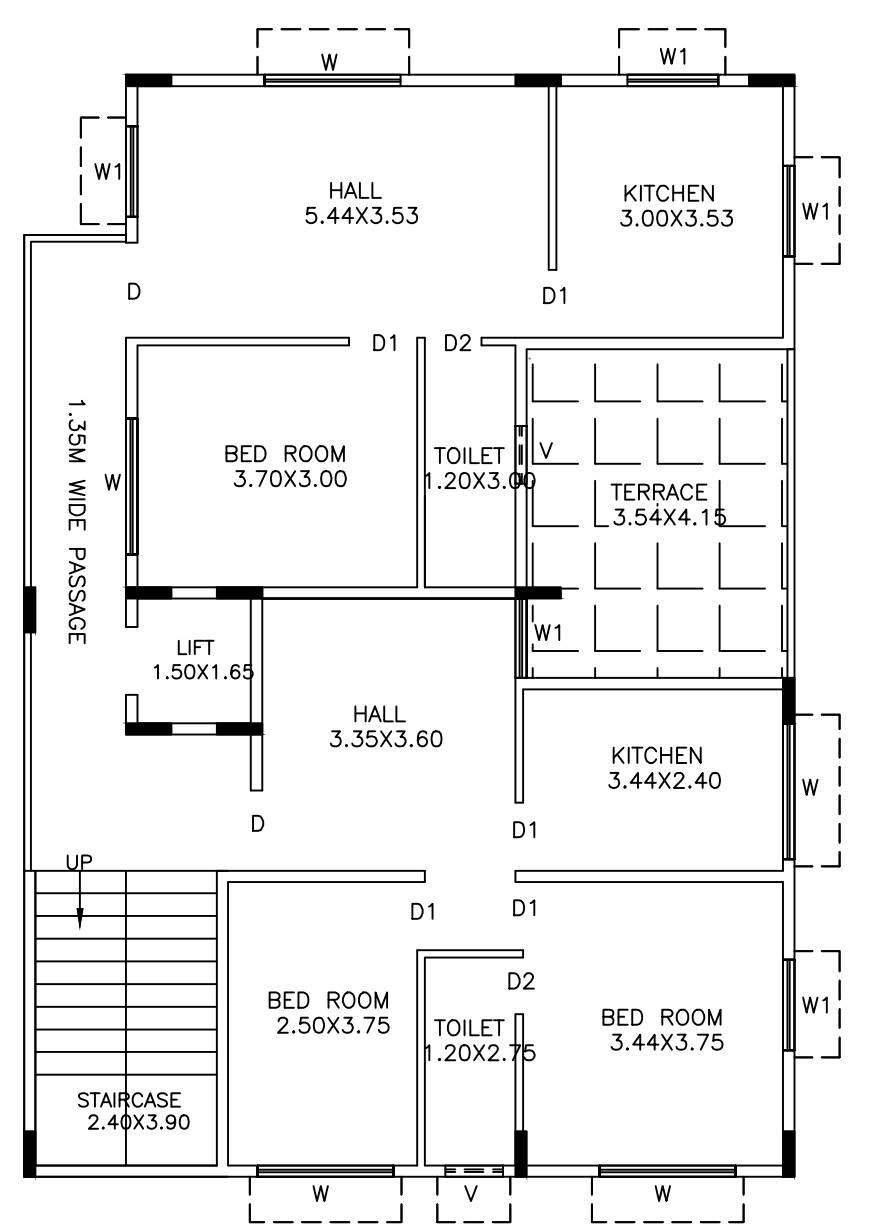 W
W1
W1
HALL
5.44X3.53
KITCHEN
3.00X3.53
W1
D
D1
D1
D2
1.35M WIDE PASSAGE
BED ROOM
3.70X3.00
W
TOILET
1.20X3.00
V
TERRACE
3.54X4.15
LIFT
1.50X1.65
W1
HALL
3.35X3.60
KITCHEN
3.44X2.40
W
D
D1
UP
D1
D1
D2
BED ROOM
2.50X3.75
TOILET
1.20X2.75
BED ROOM
3.44X3.75
W1
STAIRCASE
2.40X3.90
W
V
W